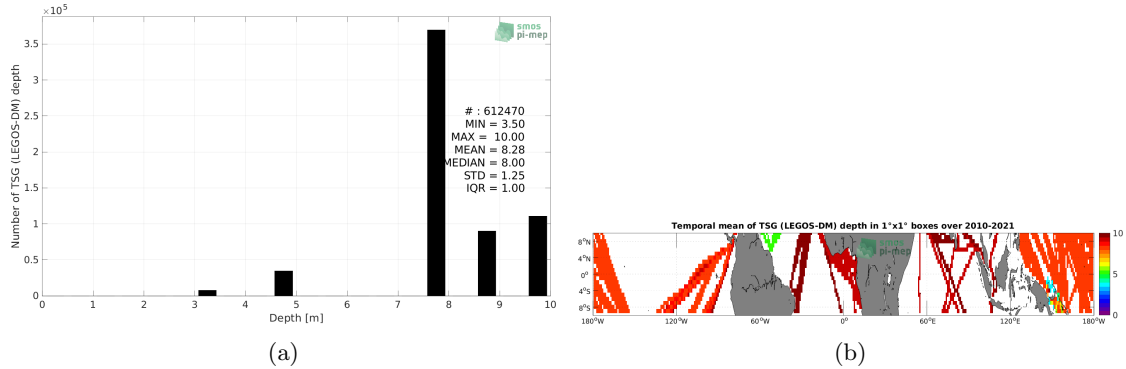 ×10^5
smos
pi-mep
3.5
3
2.5
2
1.5
1
0.5
0
Number of TSG (LEGOS-DM) depth
# : 612470
MIN = 3.50
MAX = 10.00
MEAN = 8.28
MEDIAN = 8.00
STD = 1.25
IQR = 1.00
0 1 2 3 4 5 6 7 8 9 10
Depth [m]
(a)
Temporal mean of TSG (LEGOS-DM) depth in 1°x1° boxes over 2010-2021
smos
pi-mep
8°N
4°N
0°
4°S
8°S
180°W 120°W 60°W 0° 60°E 120°E 180°W
10
5
0
(b)